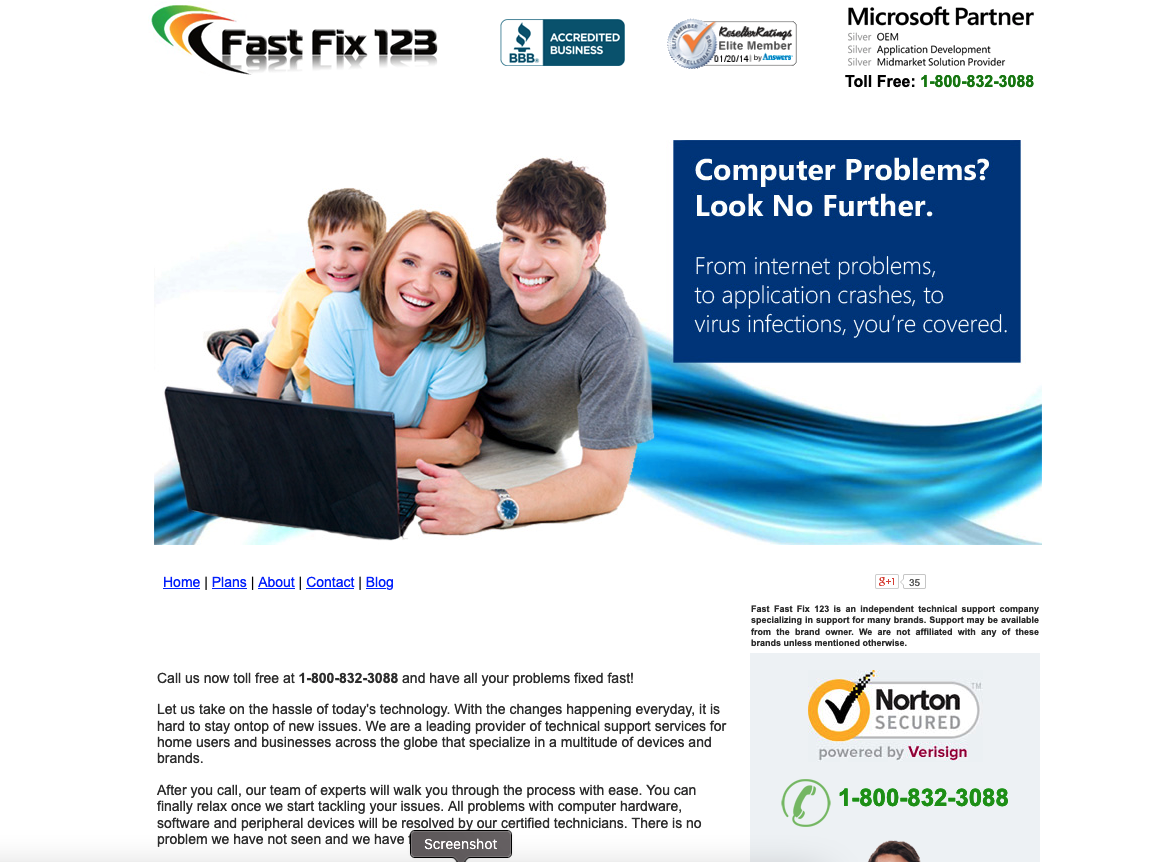 Fast Fix 123
BBB.
ACCREDITED
BUSINESS
ELITE MEMBER
RESELLERRATINGS
ResellerRatings
Elite Member
01/20/14 | by Answers
Microsoft Partner
Silver OEM
Silver Application Development
Silver Midmarket Solution Provider
Toll Free: 1-800-832-3088
Computer Problems?
Look No Further.
From internet problems,
to application crashes, to
virus infections, you're covered.
Home | Plans | About | Contact | Blog
g+1 35
Call us now toll free at 1-800-832-3088 and have all your problems fixed fast!
Let us take on the hassle of today's technology. With the changes happening everyday, it is
hard to stay ontop of new issues. We are a leading provider of technical support services for
home users and businesses across the globe that specialize in a multitude of devices and
brands.
After you call, our team of experts will walk you through the process with ease. You can
finally relax once we start tackling your issues. All problems with computer hardware,
software and peripheral devices will be resolved by our certified technicians. There is no
problem we have not seen and we have
Screenshot
Fast Fast Fix 123 is an independent technical support company
specializing in support for many brands. Support may be available
from the brand owner. We are not affiliated with any of these
brands unless mentioned otherwise.
Norton
SECURED
TM
powered by Verisign
1-800-832-3088